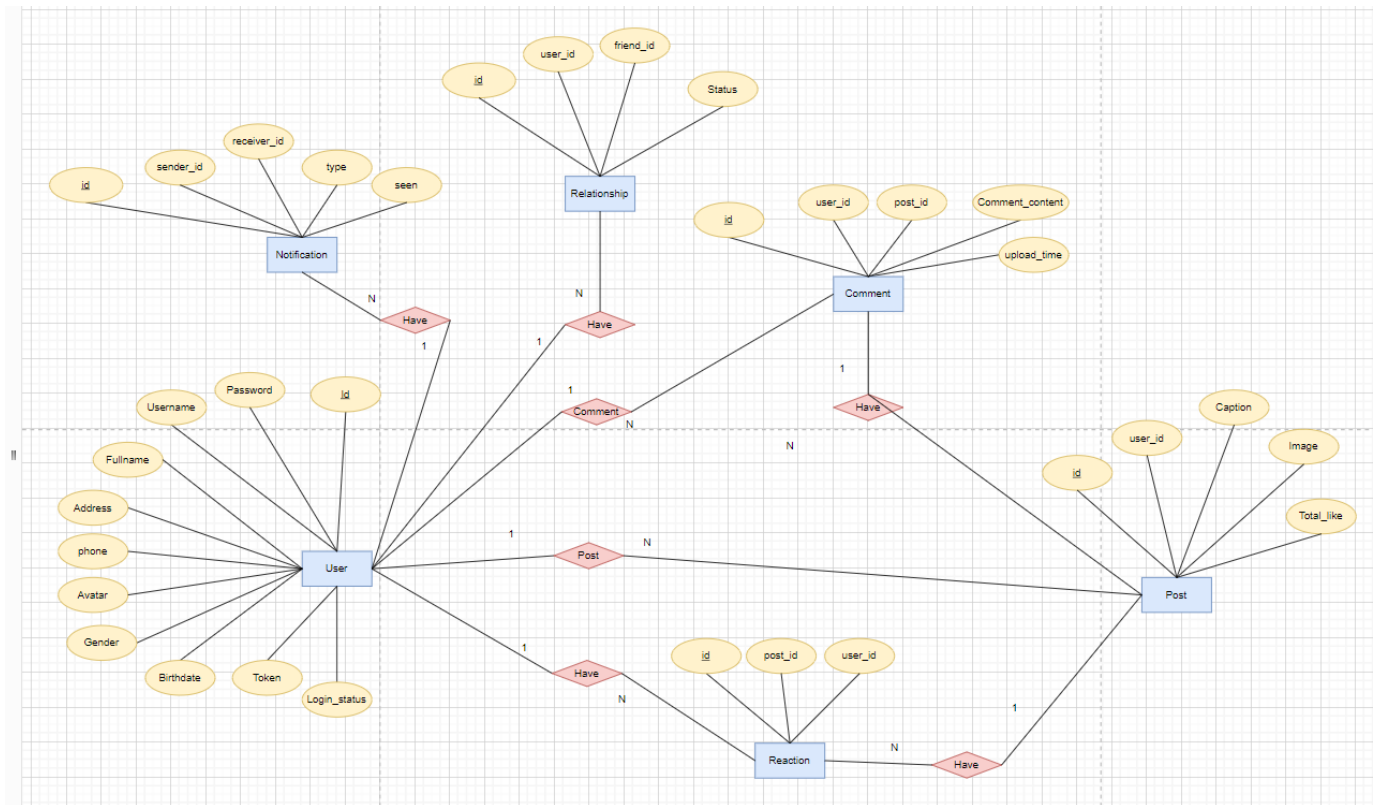 friend_id
user_id
id
Status
receiver_id
sender_id
type
id
seen
Relationship
user_id
post_id
Comment_content
id
Notification
upload_time
N
N
Comment
Have
Have
1
1
1
Password
Id
1
Username
Comment
Have
Caption
N
user_id
N
Image
Fullname
id
!!
Address
Total_like
1
N
phone
Post
User
Post
Avatar
Gender
1
id
post_id
user_id
Have
Birthdate
Token
Login_status
N
1
N
Reaction
Have